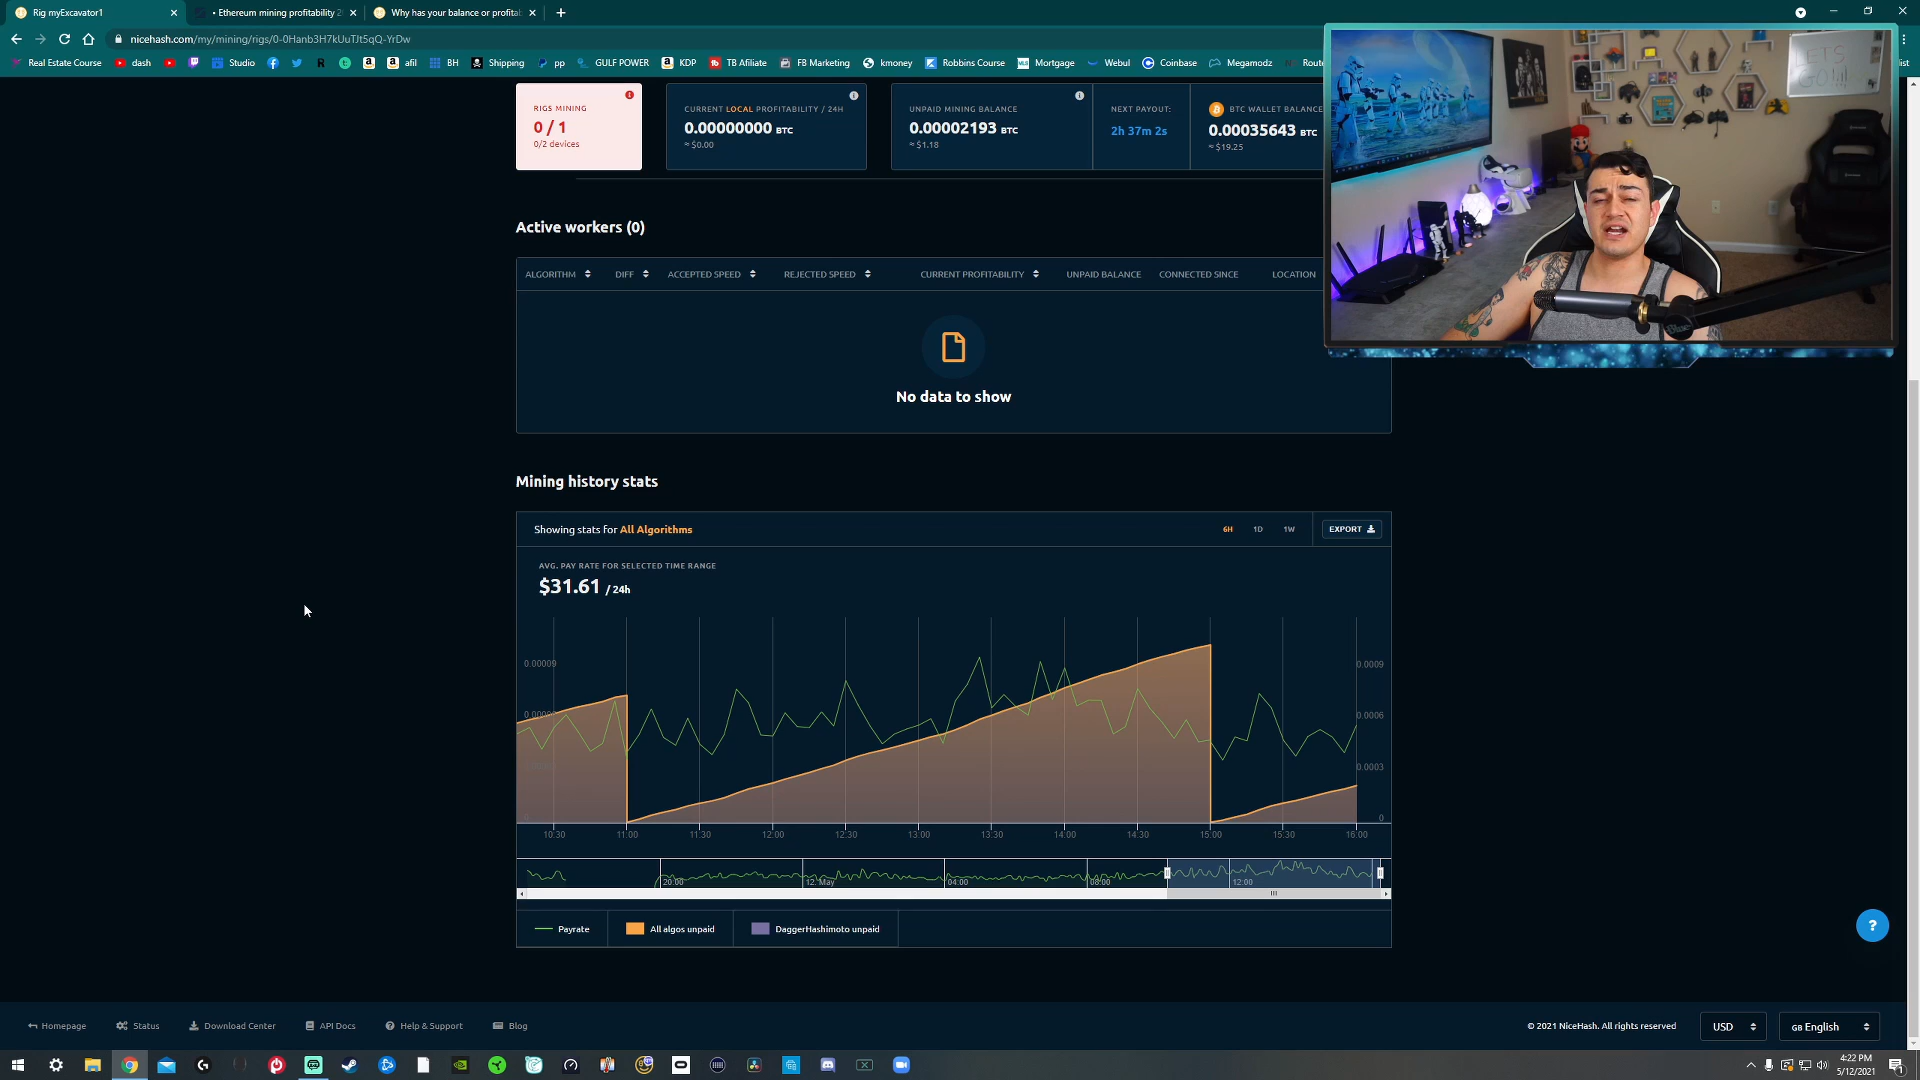 Rig myExcavator1
• Ethereum mining profitability 2
Why has your balance or profitab
nicehash.com/my/mining/rigs/0-0Hanb3H7kUuTJt5qQ-YrDw
Real Estate Course
dash
Studio
R
afil
BH
Shipping
pp
GULF POWER
KDP
TB Afiliate
FB Marketing
kmoney
Robbins Course
Mortgage
Webul
Coinbase
Megamodz
Route
list
LETS
GO!!!
RIGS MINING
0 / 1
0/2 devices
CURRENT LOCAL PROFITABILITY / 24H
0.00000000 BTC
≈ $0.00
UNPAID MINING BALANCE
0.00002193 BTC
≈ $1.18
NEXT PAYOUT:
2h 37m 2s
BTC WALLET BALANCE
0.00035643 BTC
≈ $19.25
Active workers (0)
ALGORITHM DIFF ACCEPTED SPEED REJECTED SPEED CURRENT PROFITABILITY UNPAID BALANCE CONNECTED SINCE LOCATION
No data to show
Mining history stats
Showing stats for All Algorithms
6H 1D 1W EXPORT
AVG. PAY RATE FOR SELECTED TIME RANGE
$31.61 / 24h
0.00009 0.0009
0.0006
0.0003
0
10:30 11:00 11:30 12:00 12:30 13:00 13:30 14:00 14:30 15:00 15:30 16:00
20:00 12. May 04:00 08:00 12:00
Payrate All algos unpaid DaggerHashimoto unpaid
?
Homepage Status Download Center API Docs Help & Support Blog
© 2021 NiceHash. All rights reserved
USD
GB English
4:22 PM
5/12/2021